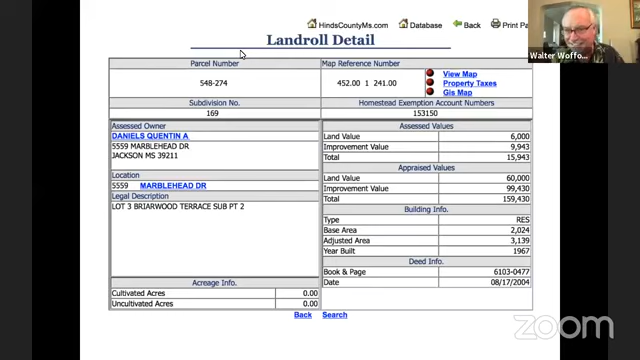 HindsCountyMs.com Database Back Print Pa
Landroll Detail
Walter Woffo...
Parcel Number Map Reference Number
548-274 452.00 1 241.00
View Map
Property Taxes
Gis Map
Subdivision No. Homestead Exemption Account Numbers
169 153150
Assessed Owner Assessed Values
DANIELS QUENTIN A Land Value 6,000
5559 MARBLEHEAD DR Improvement Value 9,943
JACKSON MS 39211 Total 15,943
Appraised Values
Location Land Value 60,000
5559 MARBLEHEAD DR Improvement Value 99,430
Legal Description Total 159,430
LOT 3 BRIARWOOD TERRACE SUB PT 2 Building Info.
Type RES
Base Area 2,024
Adjusted Area 3,139
Year Built 1967
Deed Info.
Book & Page 6103-0477
Acreage Info. Date 08/17/2004
Cultivated Acres 0.00
Uncultivated Acres 0.00
Back Search
zoom